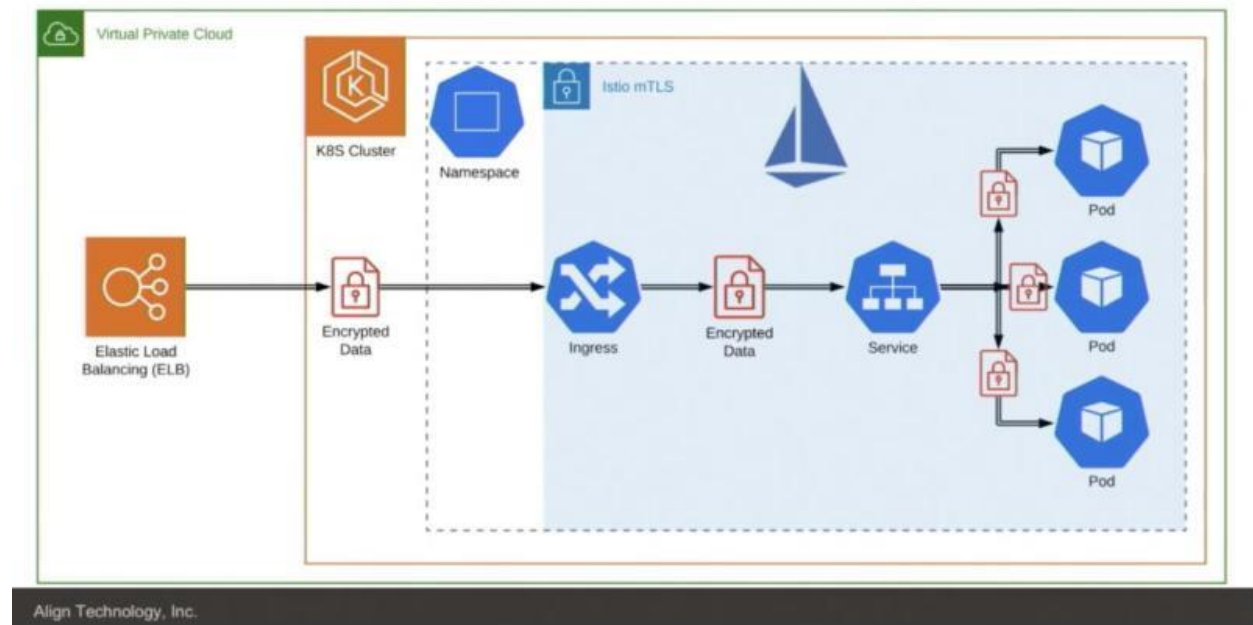 Virtual Private Cloud
Istio mTLS
K8S Cluster
Namespace
Pod
Elastic Load
Balancing (ELB)
Encrypted
Data
Ingress
Encrypted
Data
Service
Pod
Pod
Align Technology, Inc.